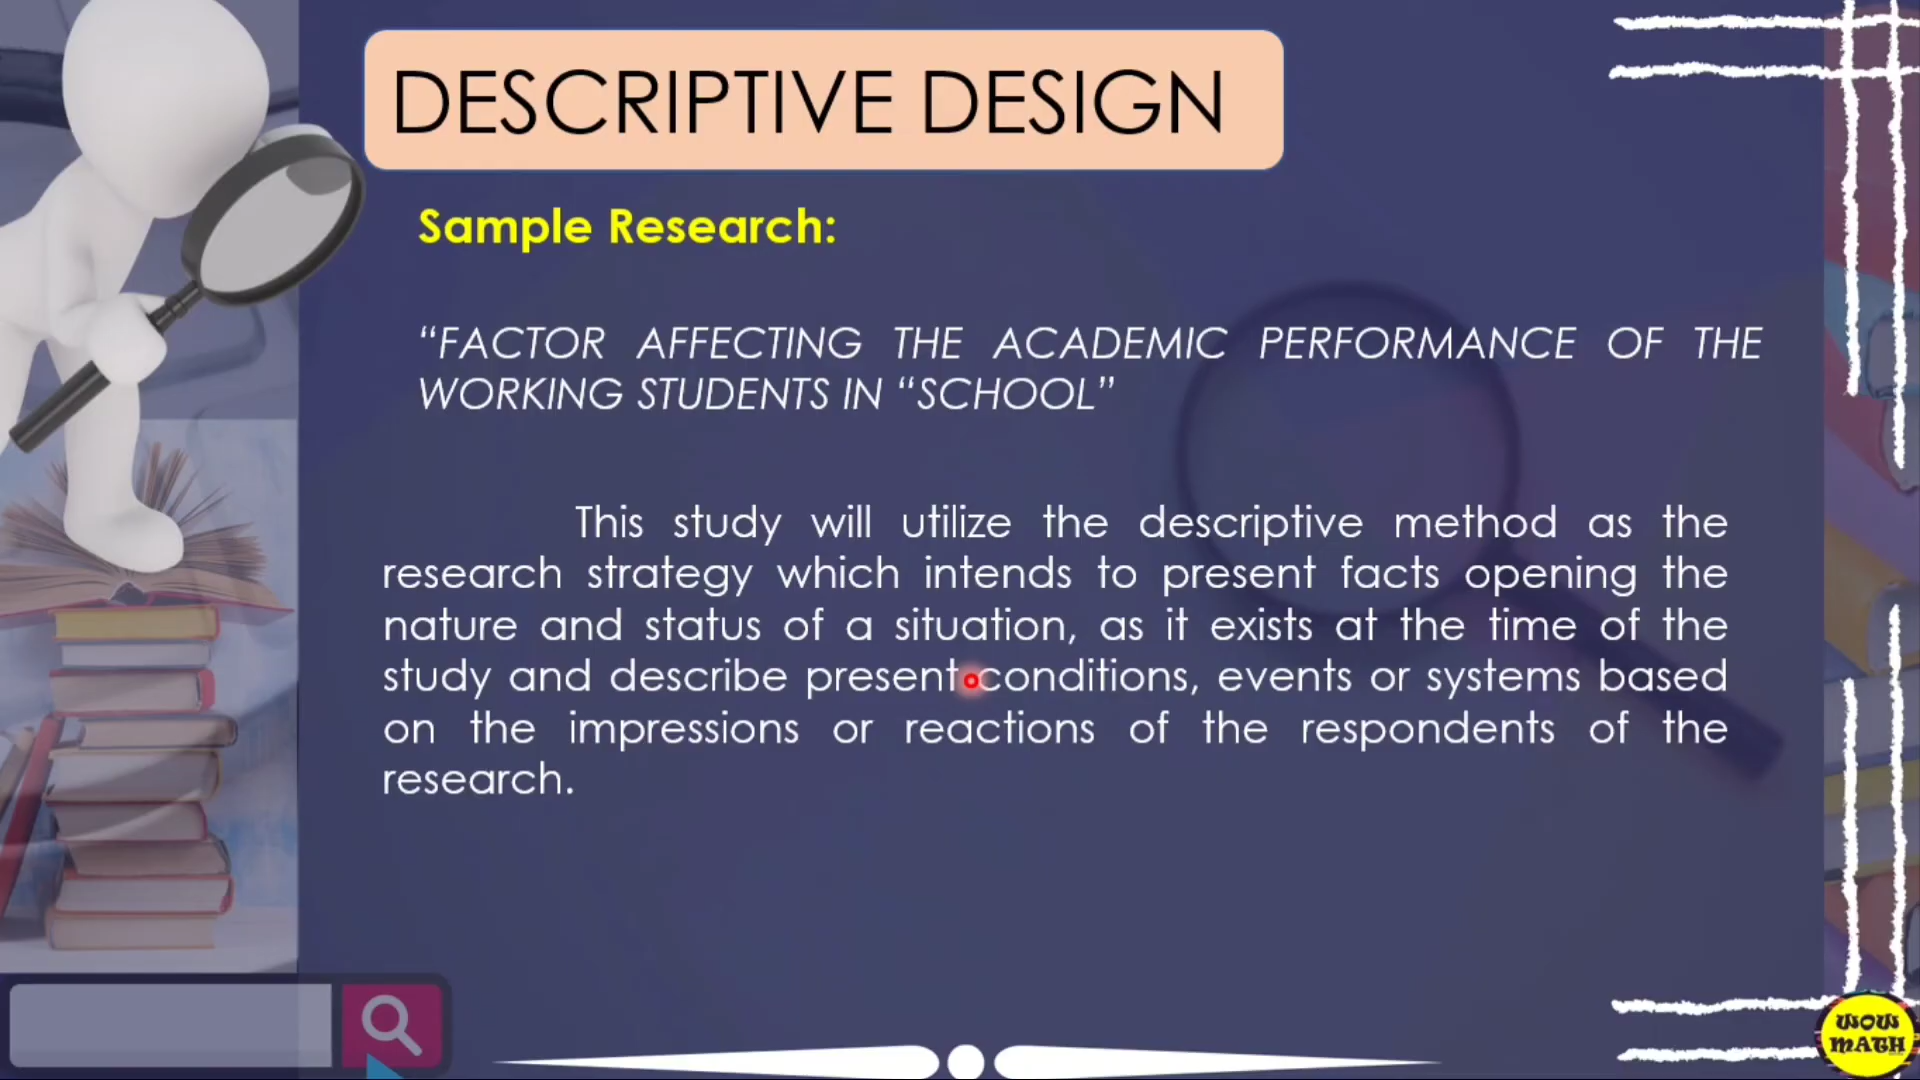 DESCRIPTIVE DESIGN
Sample Research:
“FACTOR AFFECTING THE ACADEMIC PERFORMANCE OF THE
WORKING STUDENTS IN “SCHOOL”
This study will utilize the descriptive method as the
research strategy which intends to present facts opening the
nature and status of a situation, as it exists at the time of the
study and describe present conditions, events or systems based
on the impressions or reactions of the respondents of the
research.
WOW
MATH